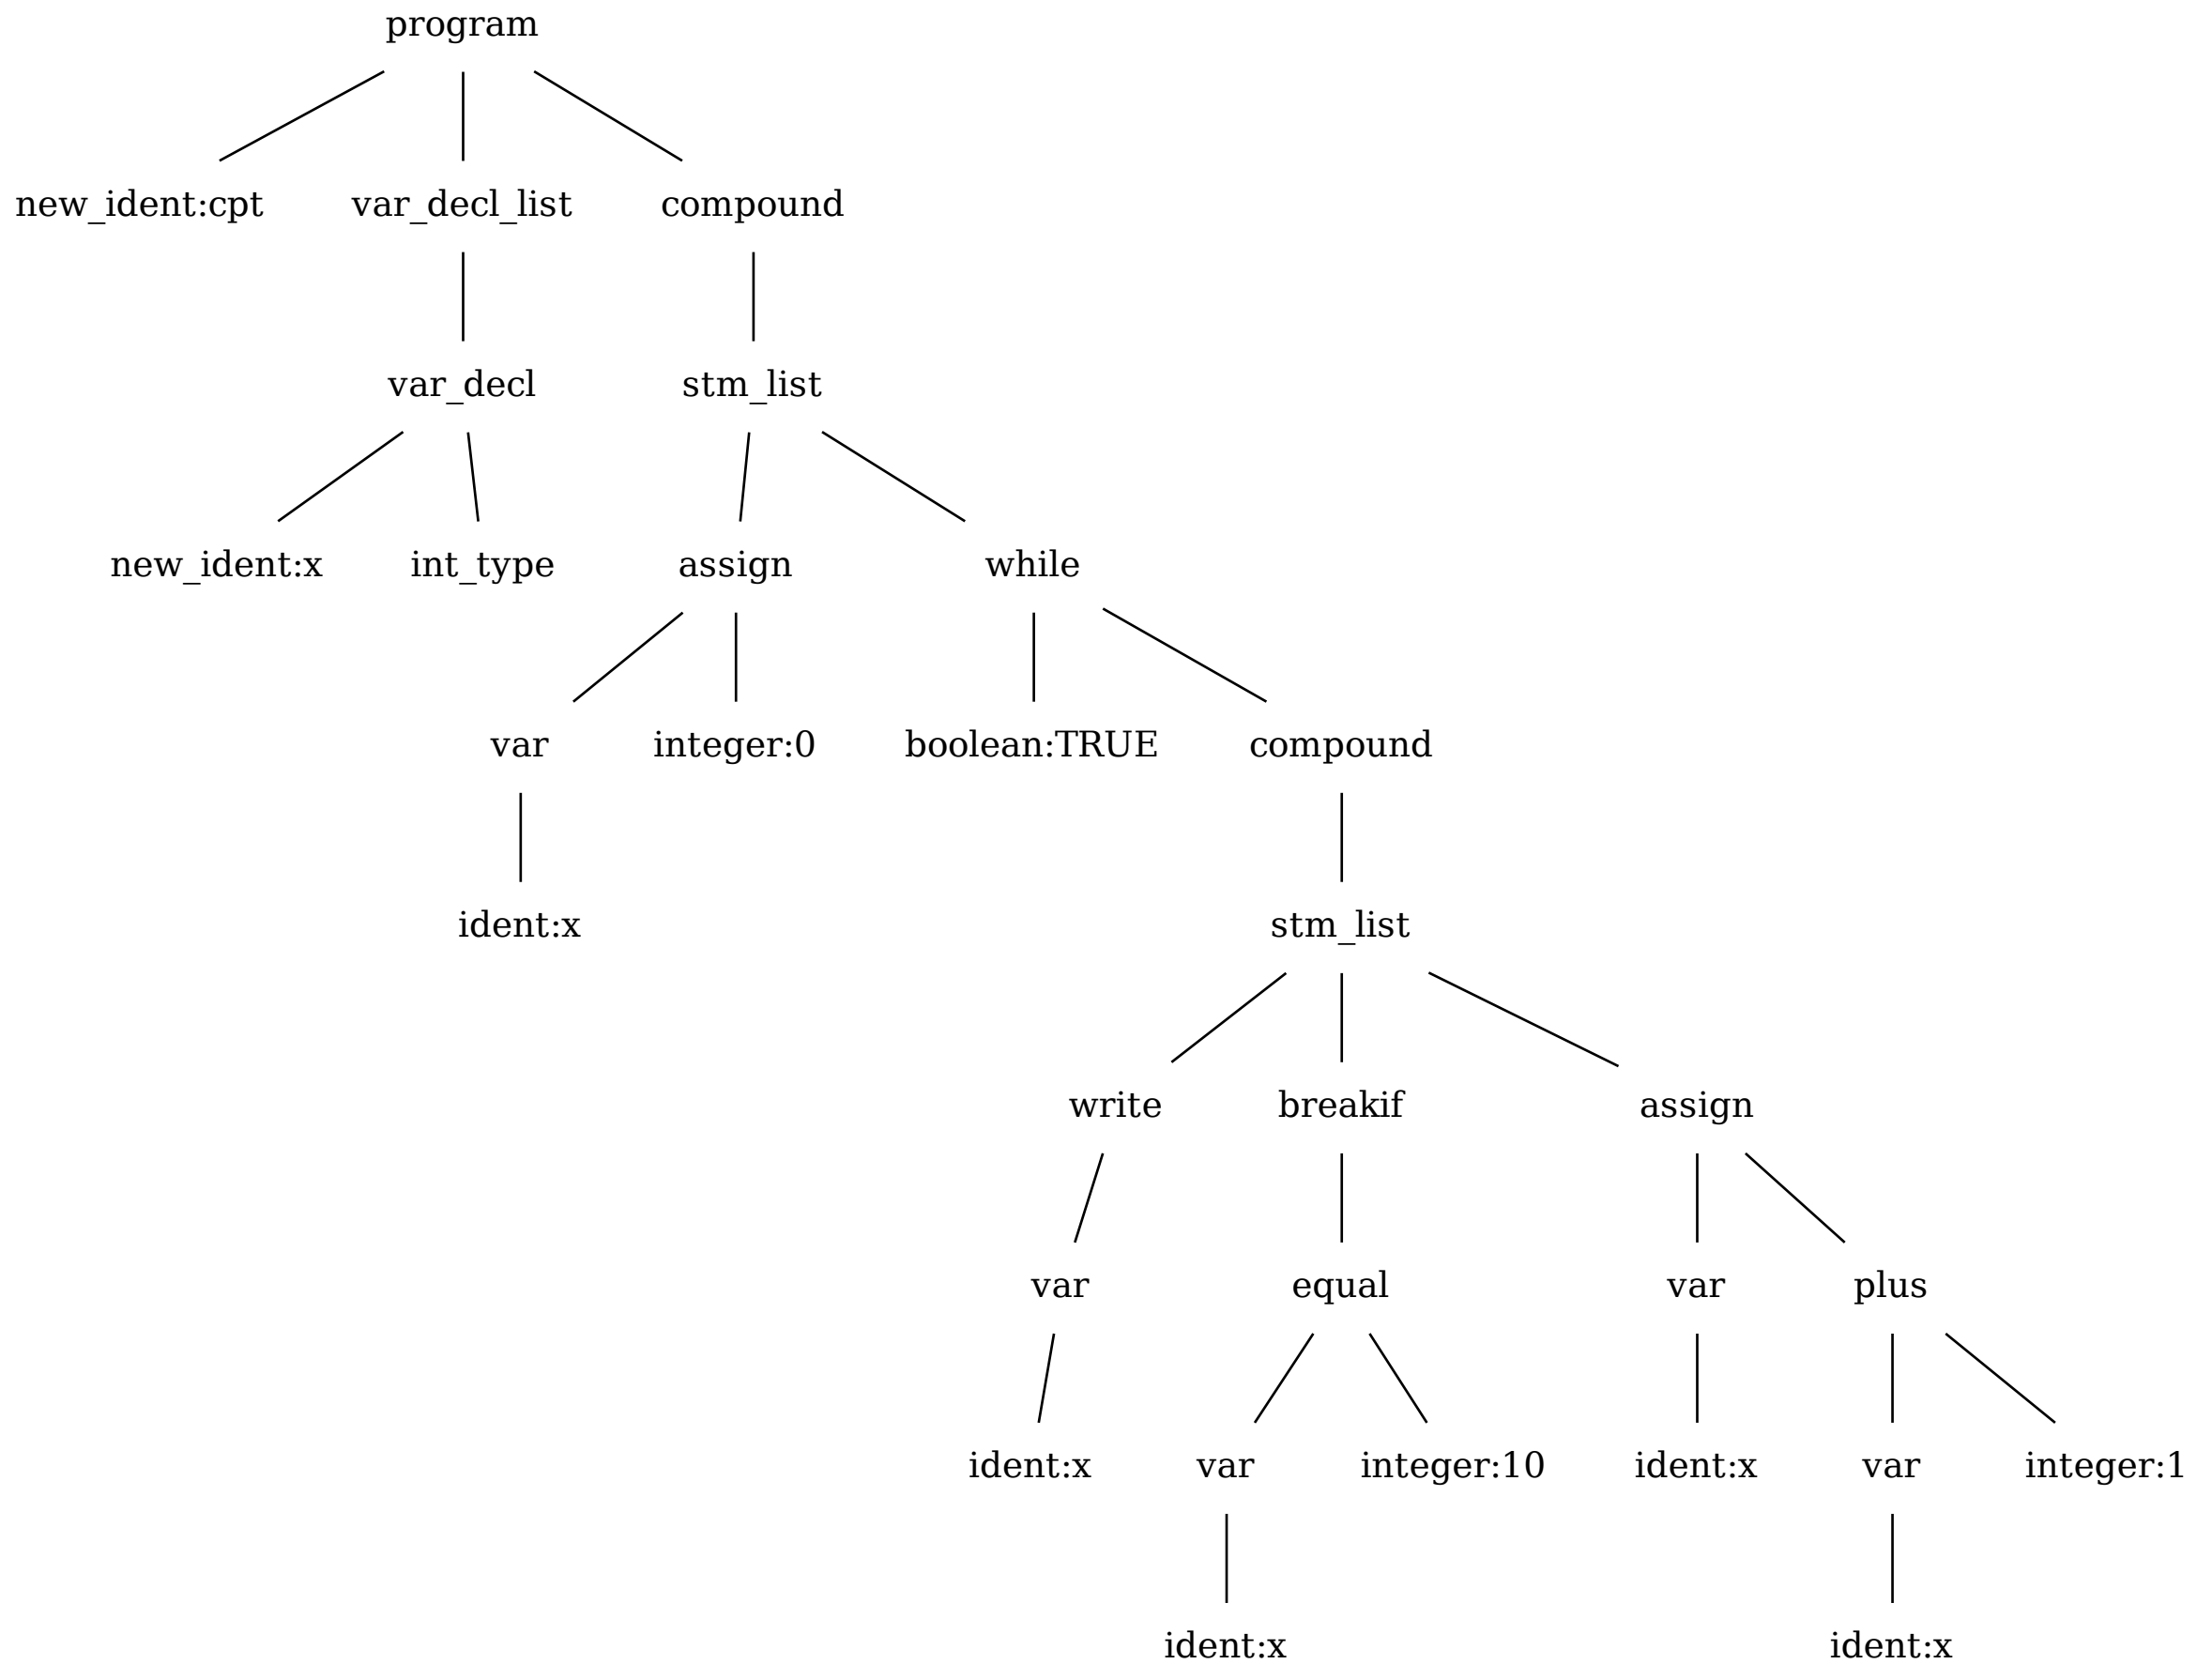 program
new_ident:cpt var_decl_list compound
var_decl stm_list
new_ident:x int_type assign while
var integer:0 boolean:TRUE compound
ident:x stm_list
write breakif assign
var equal var plus
ident:x var integer:10 ident:x var integer:1
ident:x ident:x